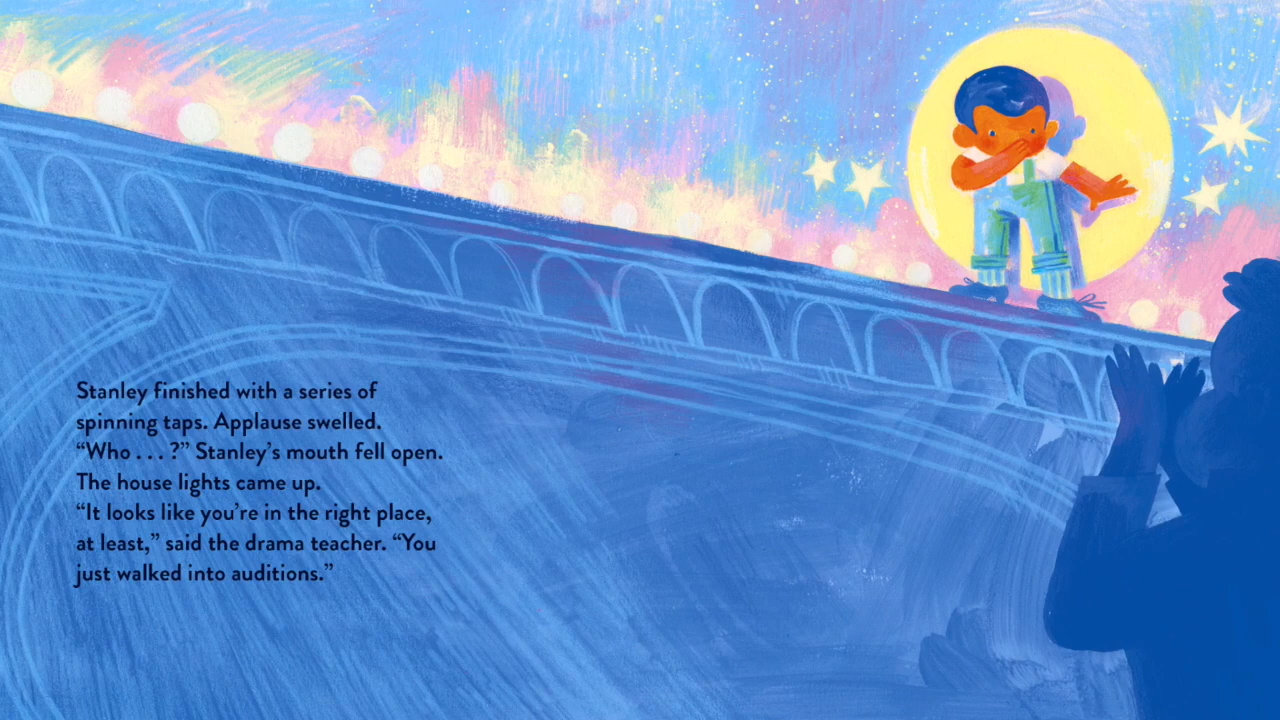 Stanley finished with a series of
spinning taps. Applause swelled.
“Who . . . ?” Stanley’s mouth fell open.
The house lights came up.
“It looks like you’re in the right place,
at least,” said the drama teacher. “You
just walked into auditions.”